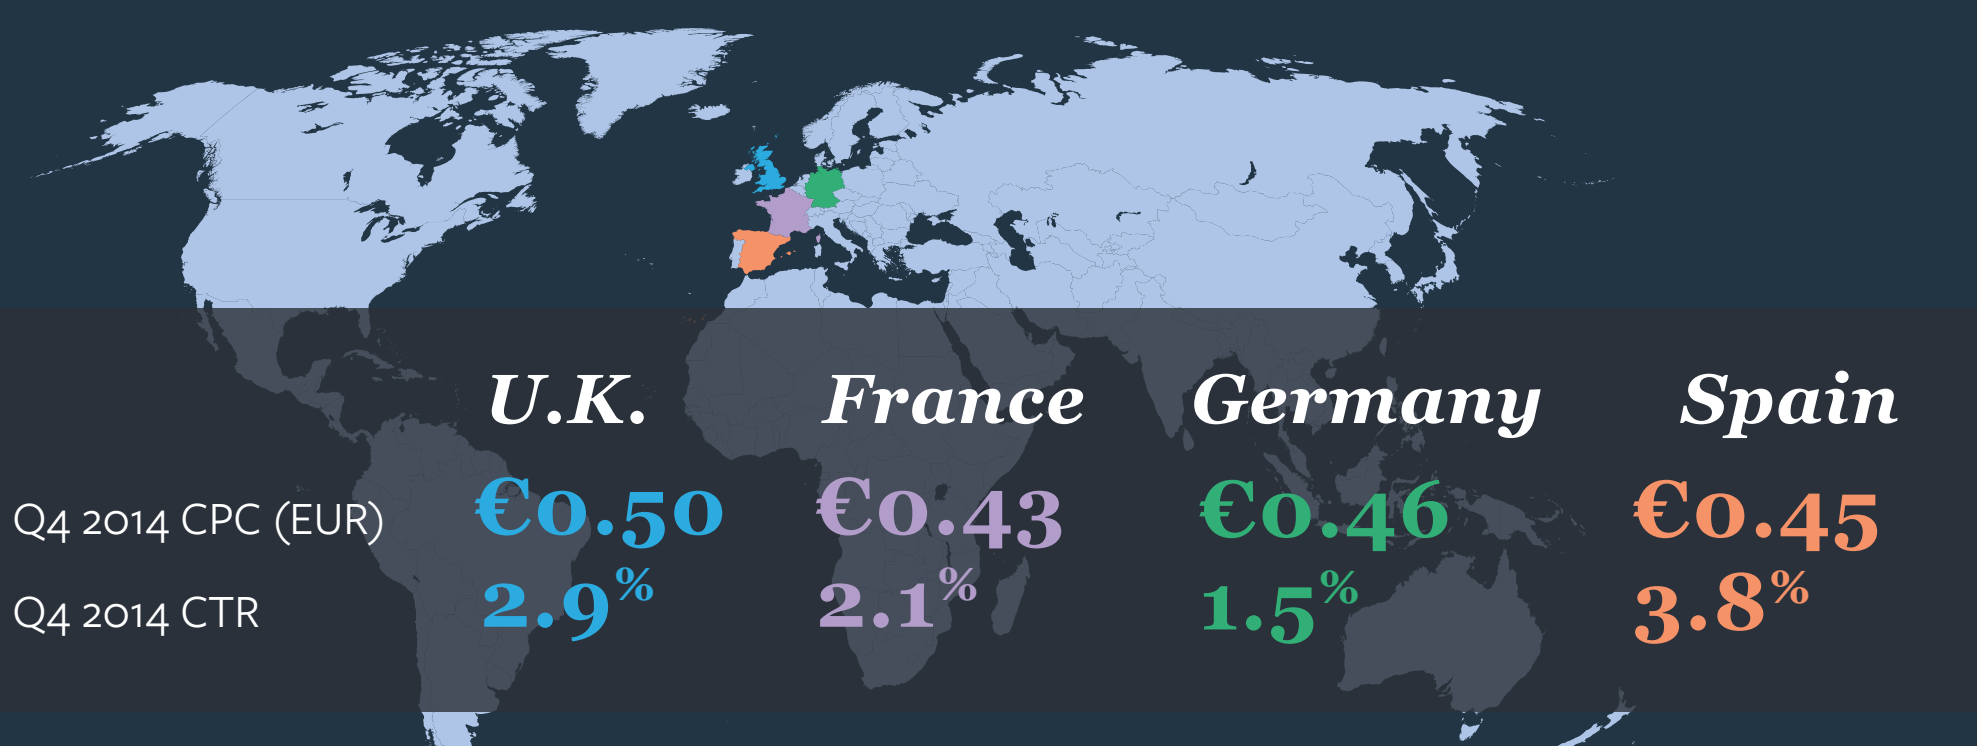 U.K. France Germany Spain
Q4 2014 CPC (EUR) €0.50 €0.43 €0.46 €0.45
Q4 2014 CTR 2.9% 2.1% 1.5% 3.8%